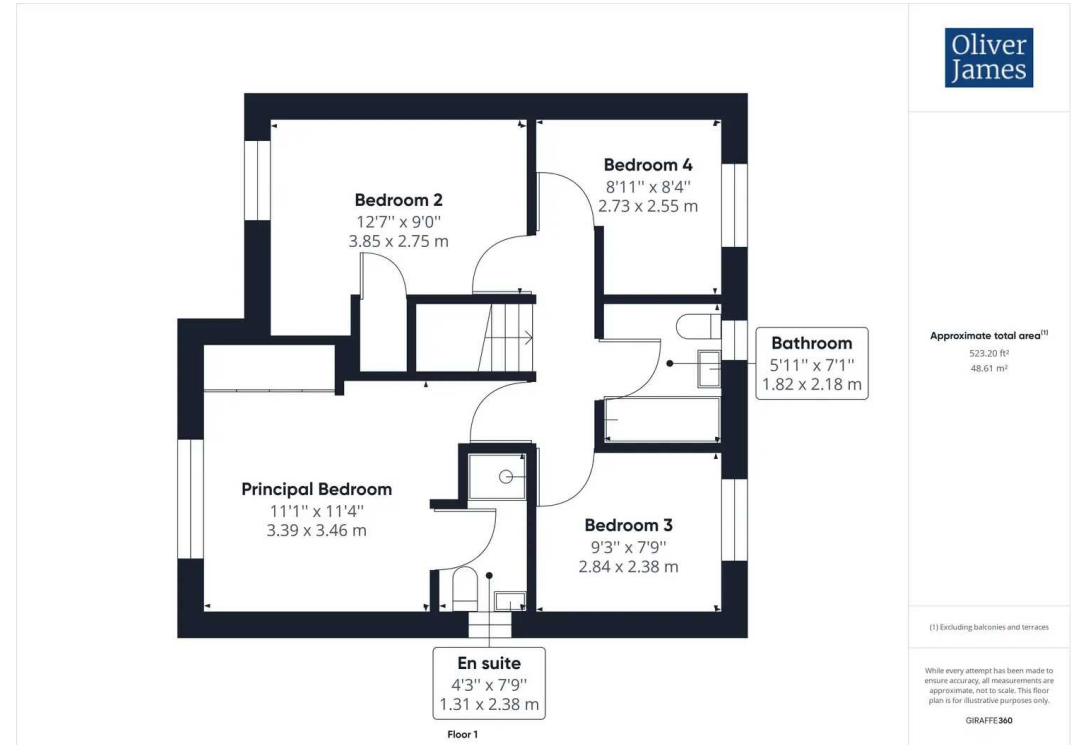 Oliver
James
Bedroom 2
12'7'' x 9'0''
3.85 x 2.75 m
Bedroom 4
8'11'' x 8'4''
2.73 x 2.55 m
Bathroom
5'11'' x 7'1''
1.82 x 2.18 m
Principal Bedroom
11'1'' x 11'4''
3.39 x 3.46 m
Bedroom 3
9'3'' x 7'9''
2.84 x 2.38 m
En suite
4'3'' x 7'9''
1.31 x 2.38 m
Floor 1
Approximate total area(1)
523.20 ft²
48.61 m²
(1) Excluding balconies and terraces
While every attempt has been made to
ensure accuracy, all measurements are
approximate, not to scale. This floor
plan is for illustrative purposes only.
GIRAFFE360